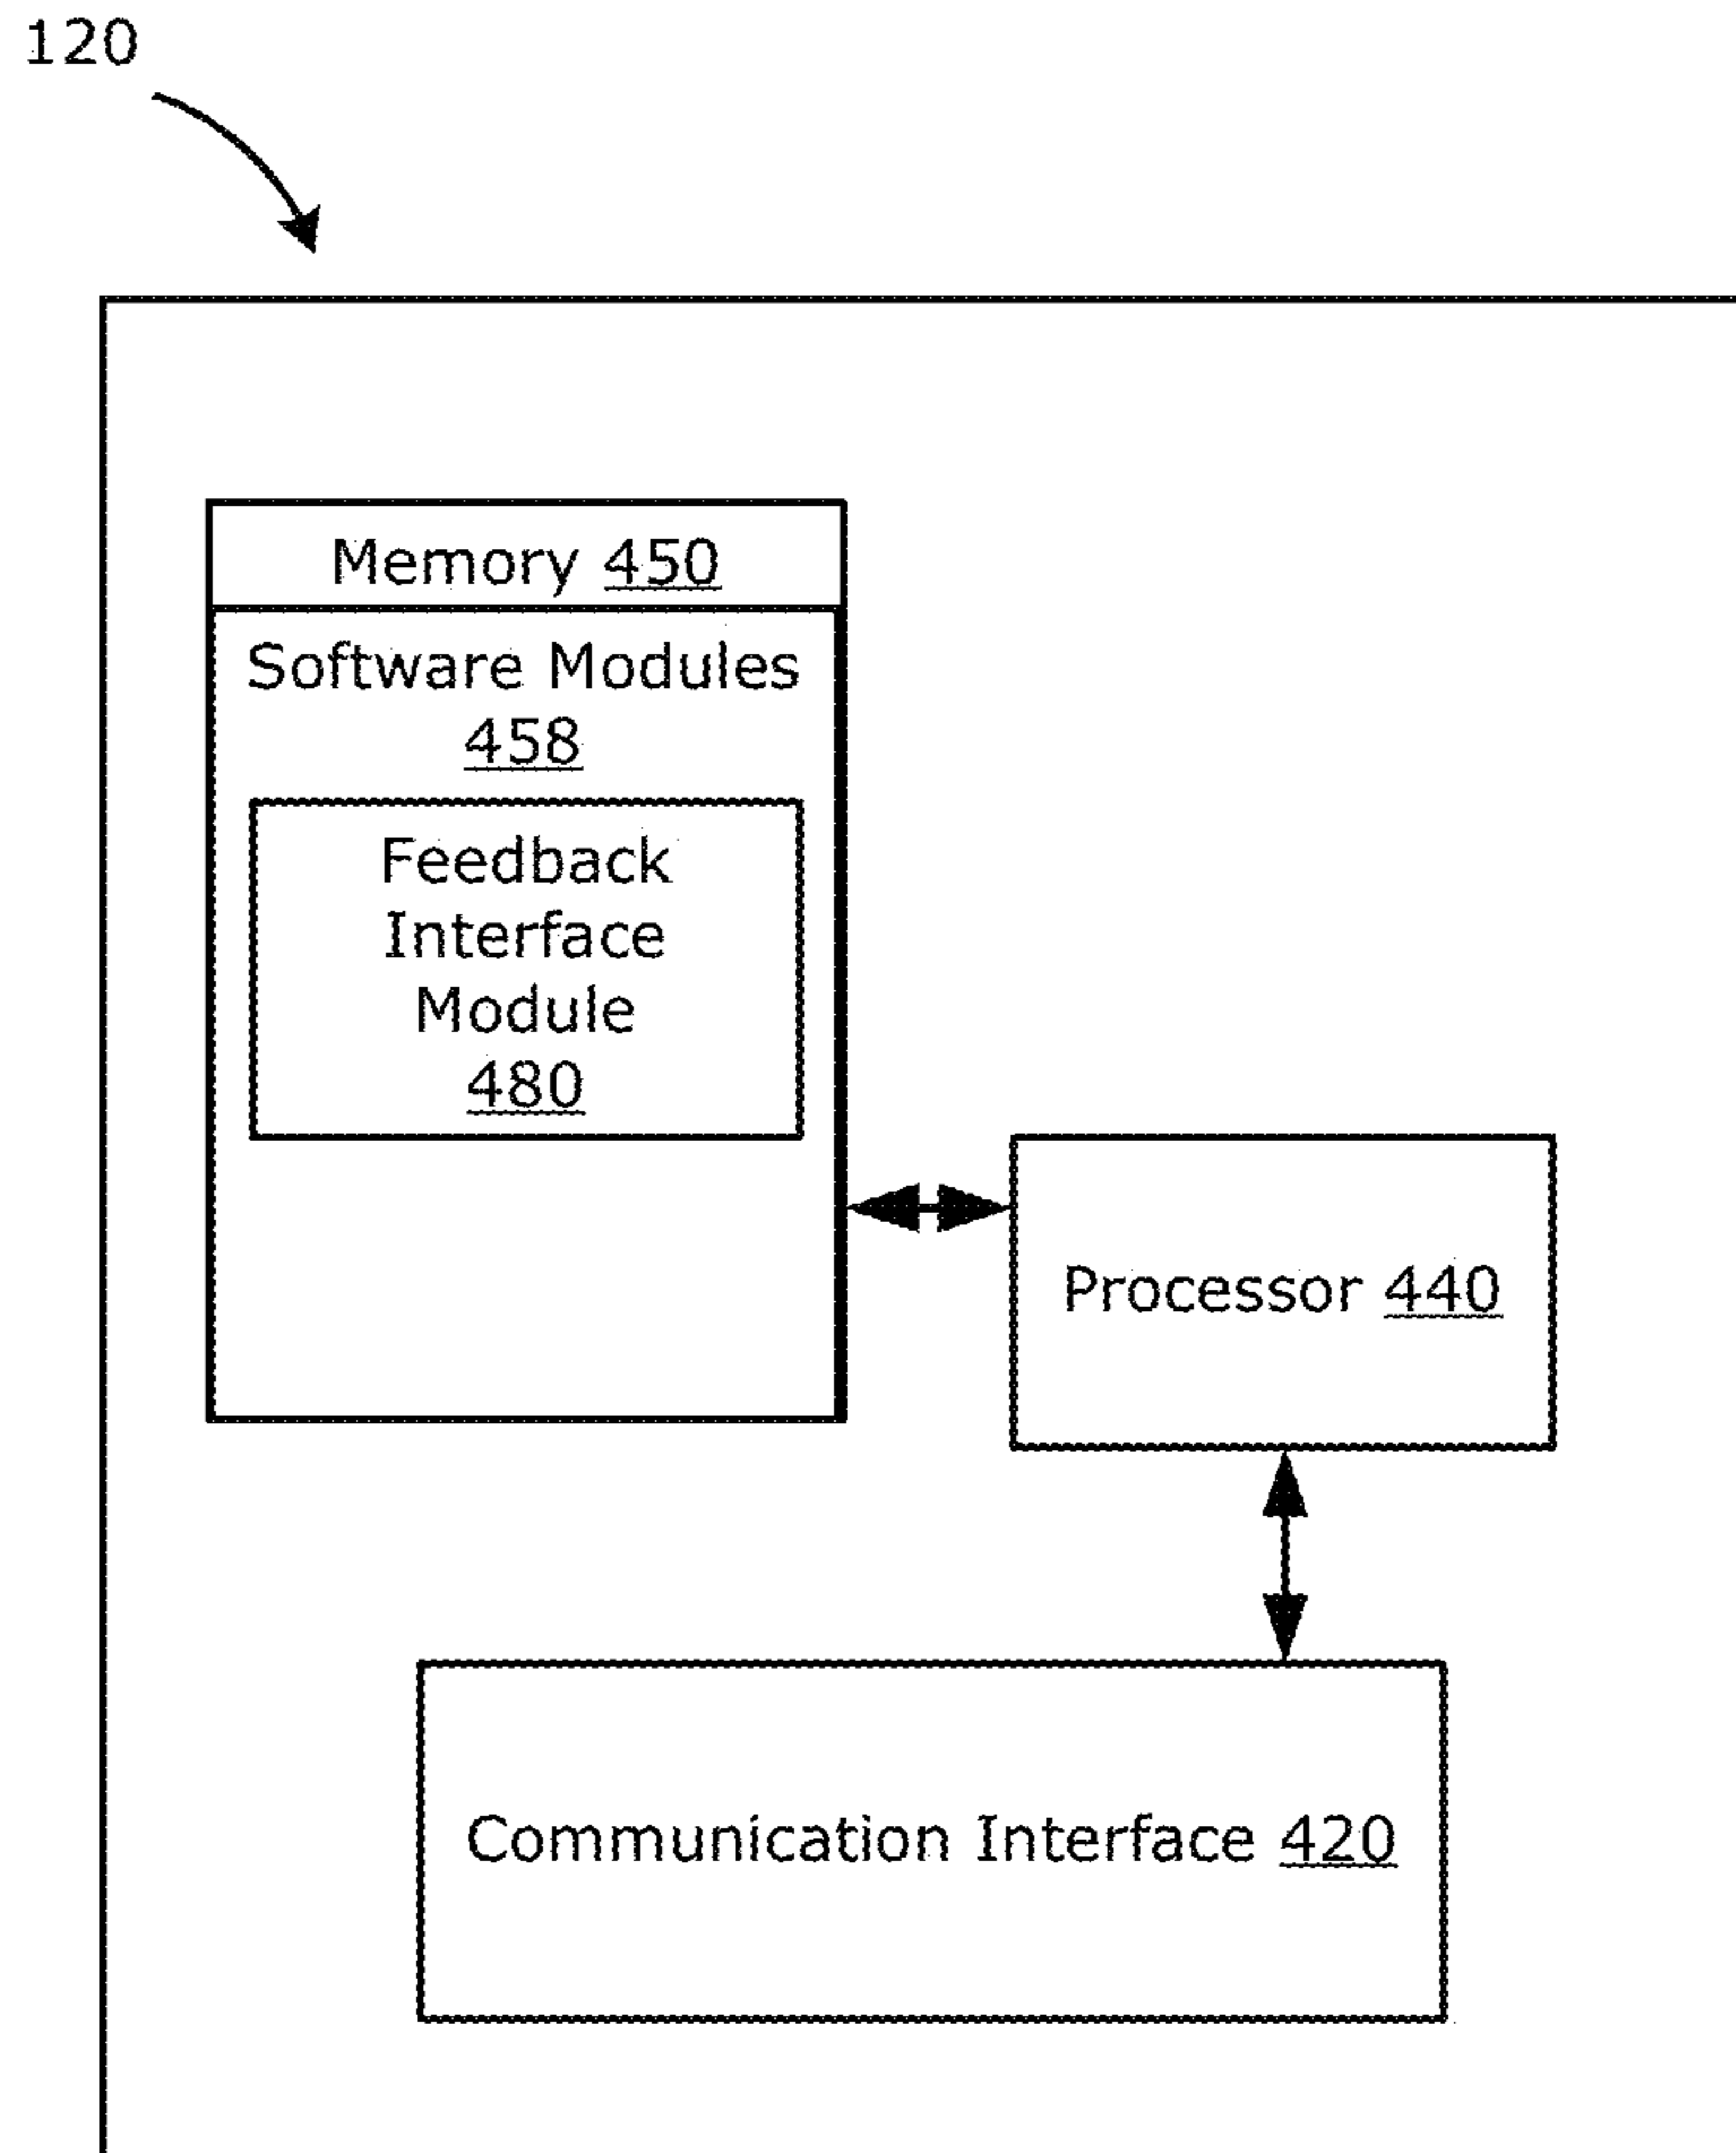 120
Memory 450
Software Modules
458
Feedback
Interface
Module
480
Processor 440
Communication Interface 420